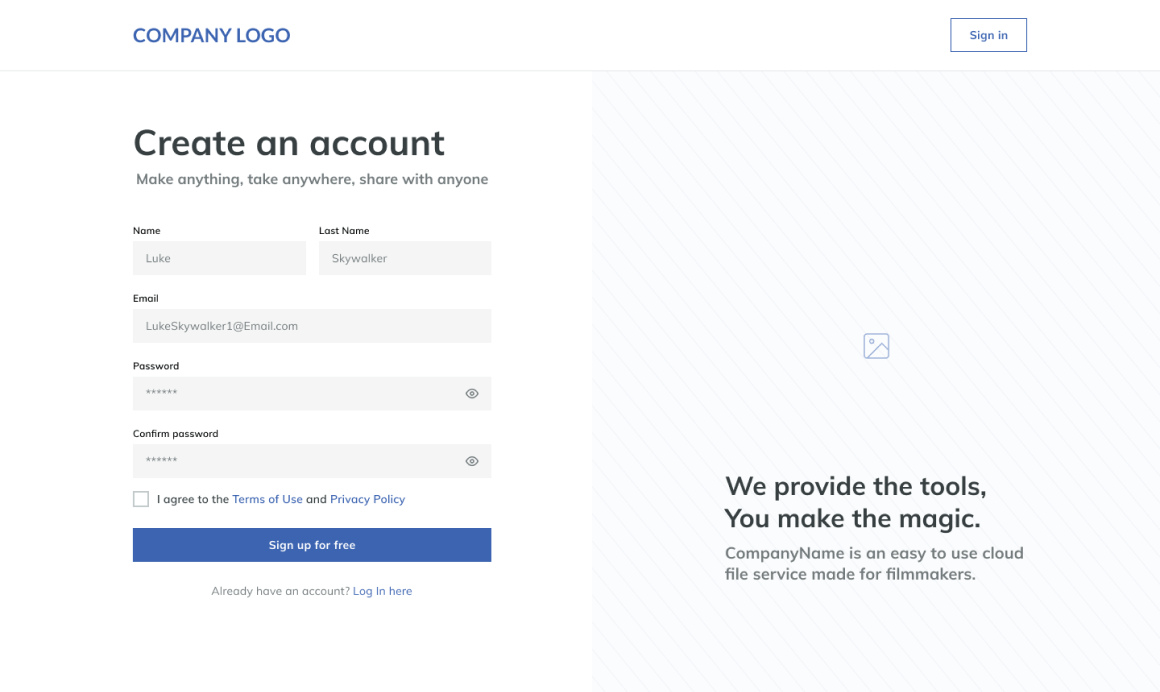 COMPANY LOGO
Sign in
Create an account
Make anything, take anywhere, share with anyone
Name
Last Name
Luke
Skywalker
Email
LukeSkywalker1@Email.com
Password
******
Confirm password
******
I agree to the Terms of Use and Privacy Policy
Sign up for free
Already have an account? Log In here
We provide the tools,
You make the magic.
CompanyName is an easy to use cloud
file service made for filmmakers.